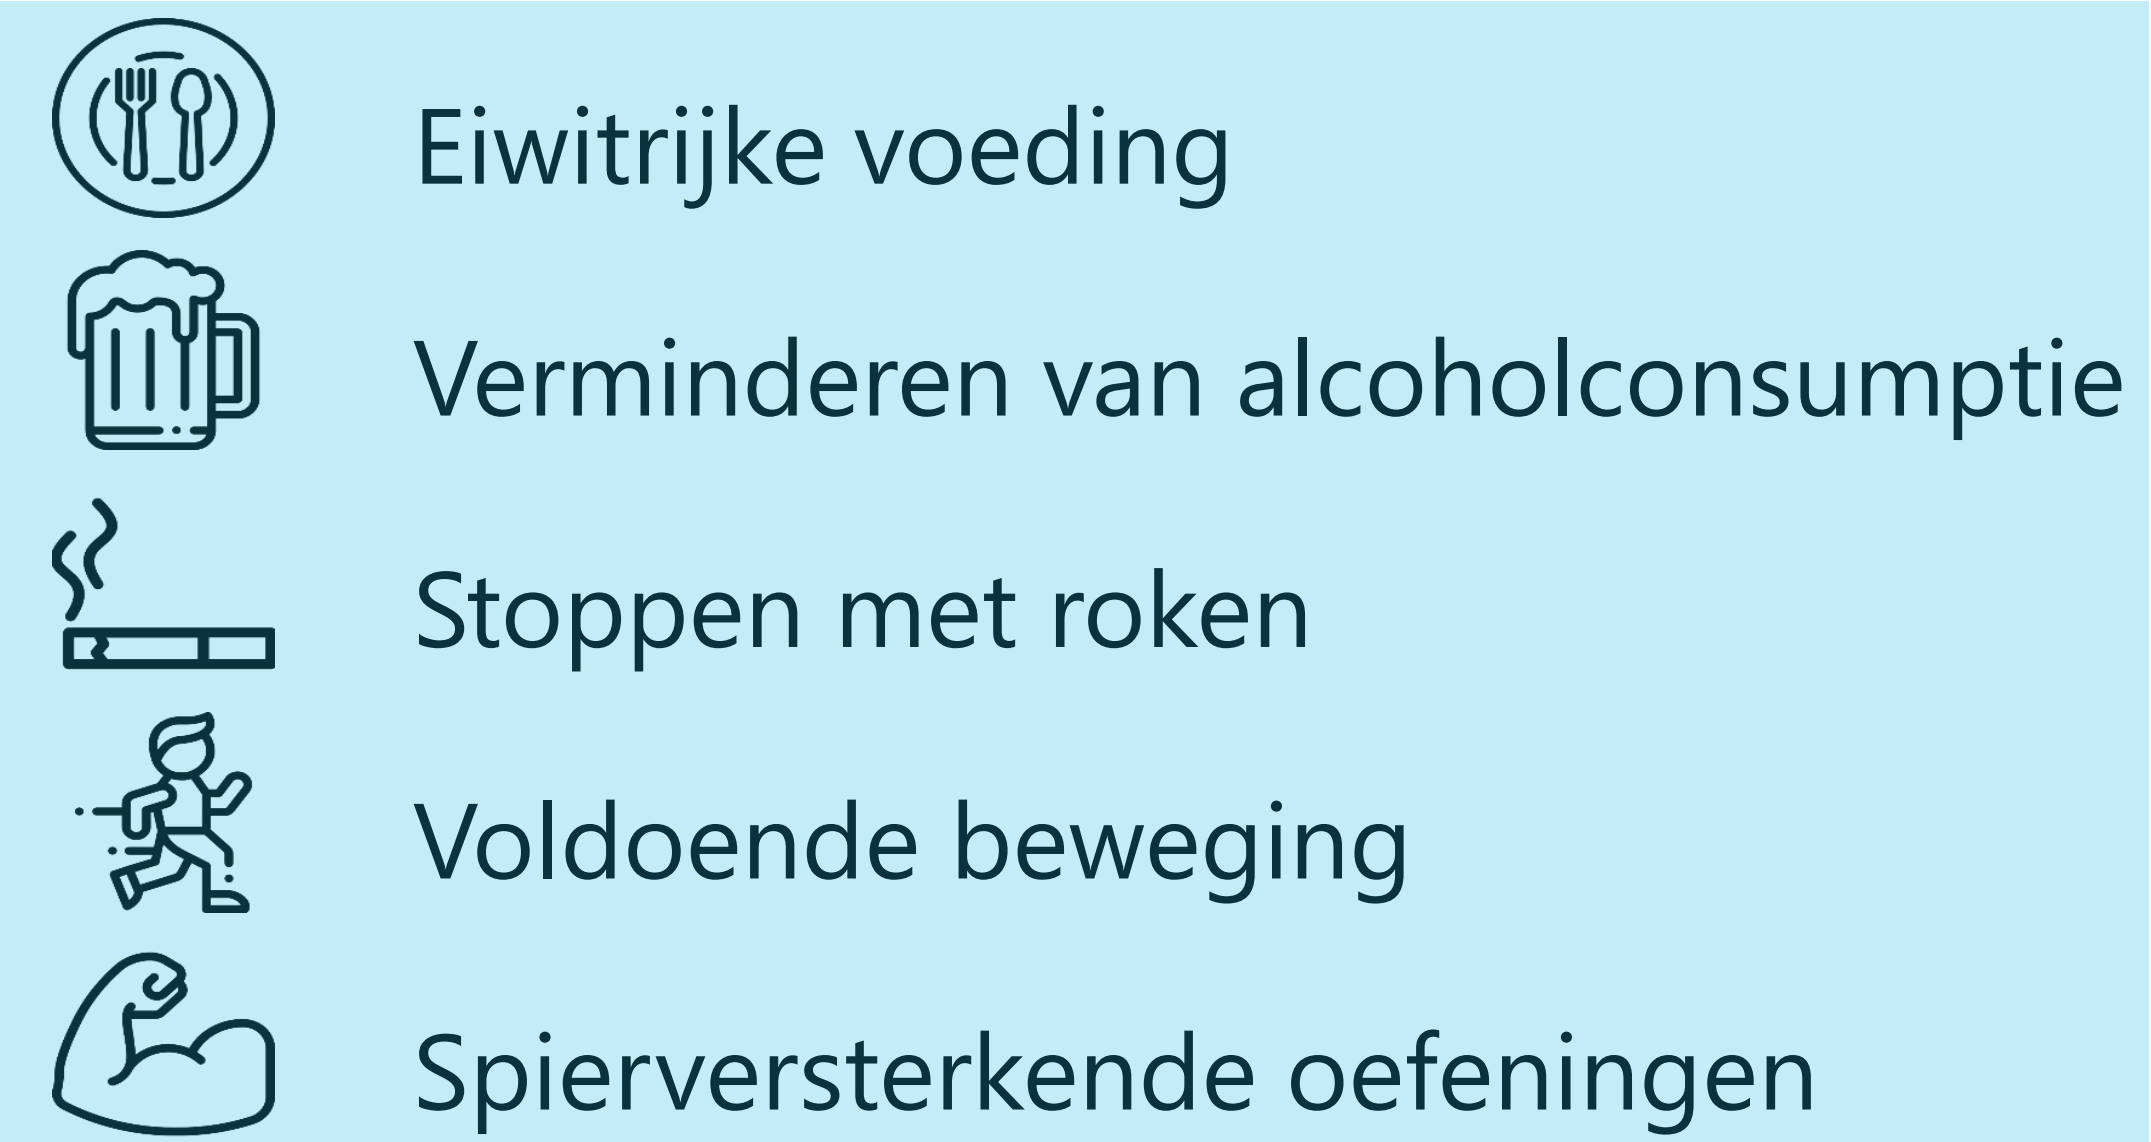 Eiwitrijke voeding
Verminderen van alcoholconsumptie
Stoppen met roken
Voldoende beweging
Spierversterkende oefeningen